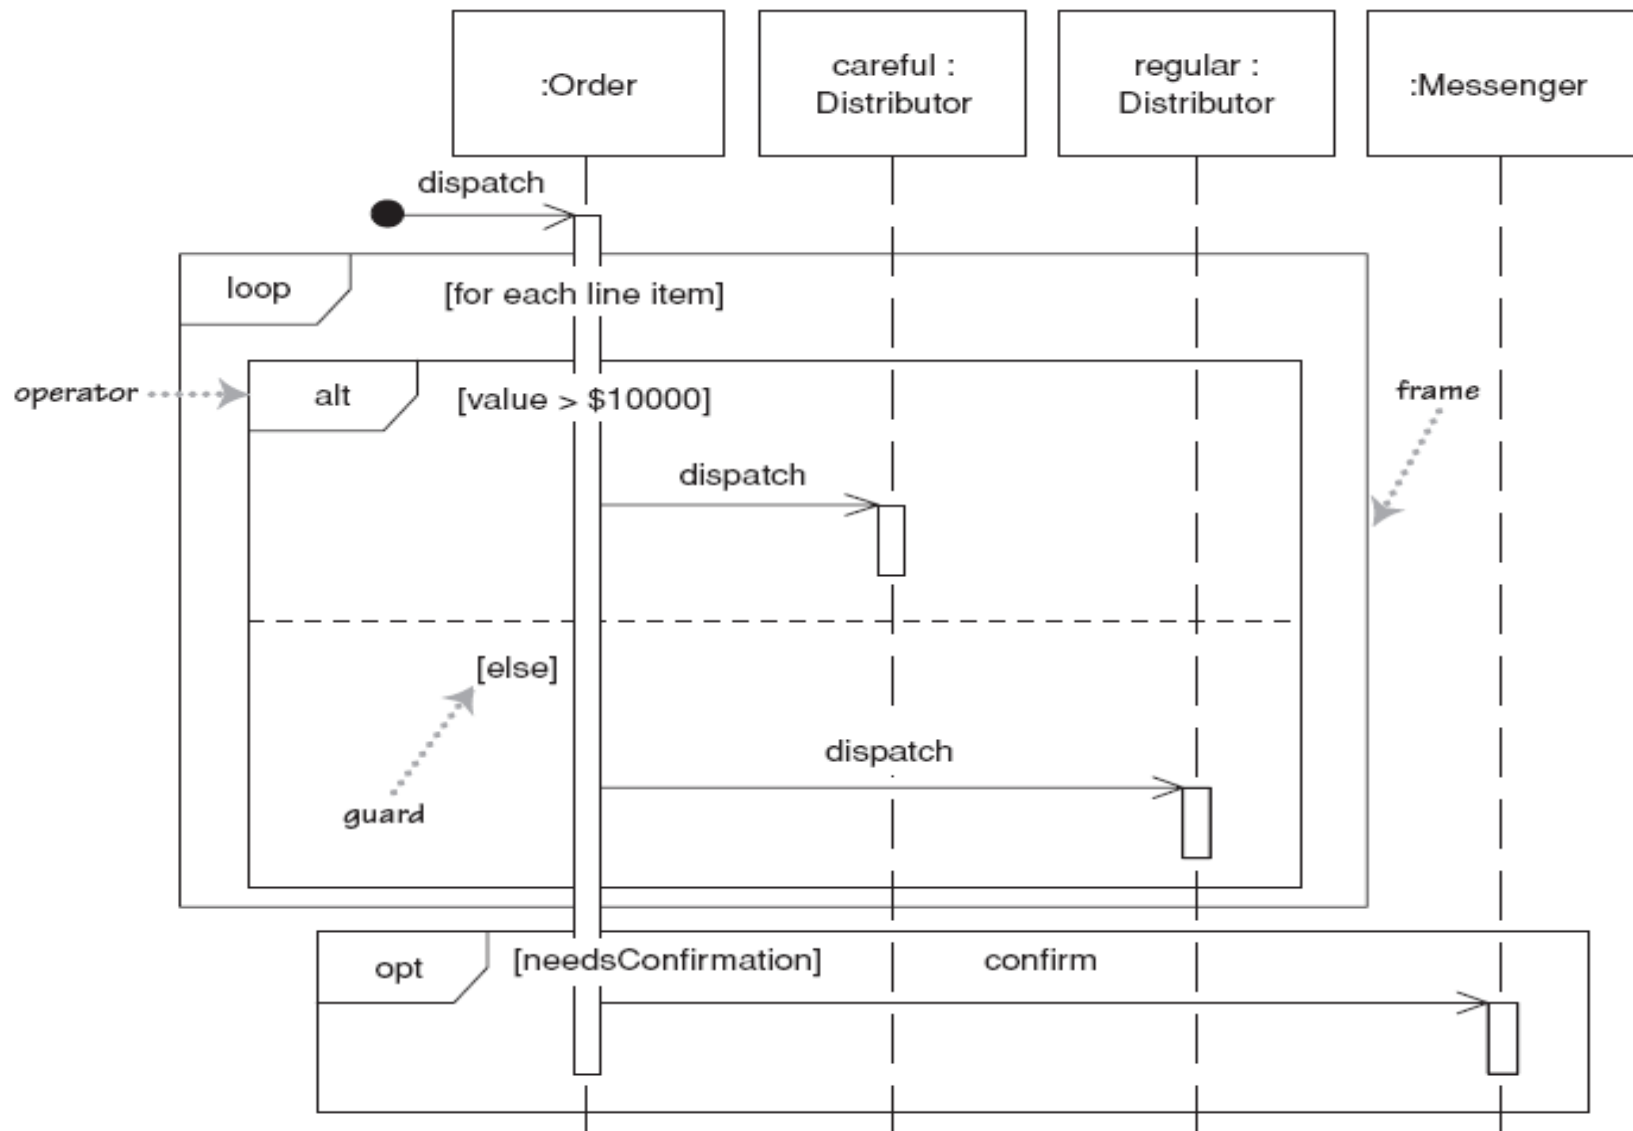 :Order
careful :
Distributor
regular :
Distributor
:Messenger
dispatch
loop
[for each line item]
operator
alt
[value > $10000]
frame
dispatch
[else]
dispatch
guard
opt
[needsConfirmation]
confirm